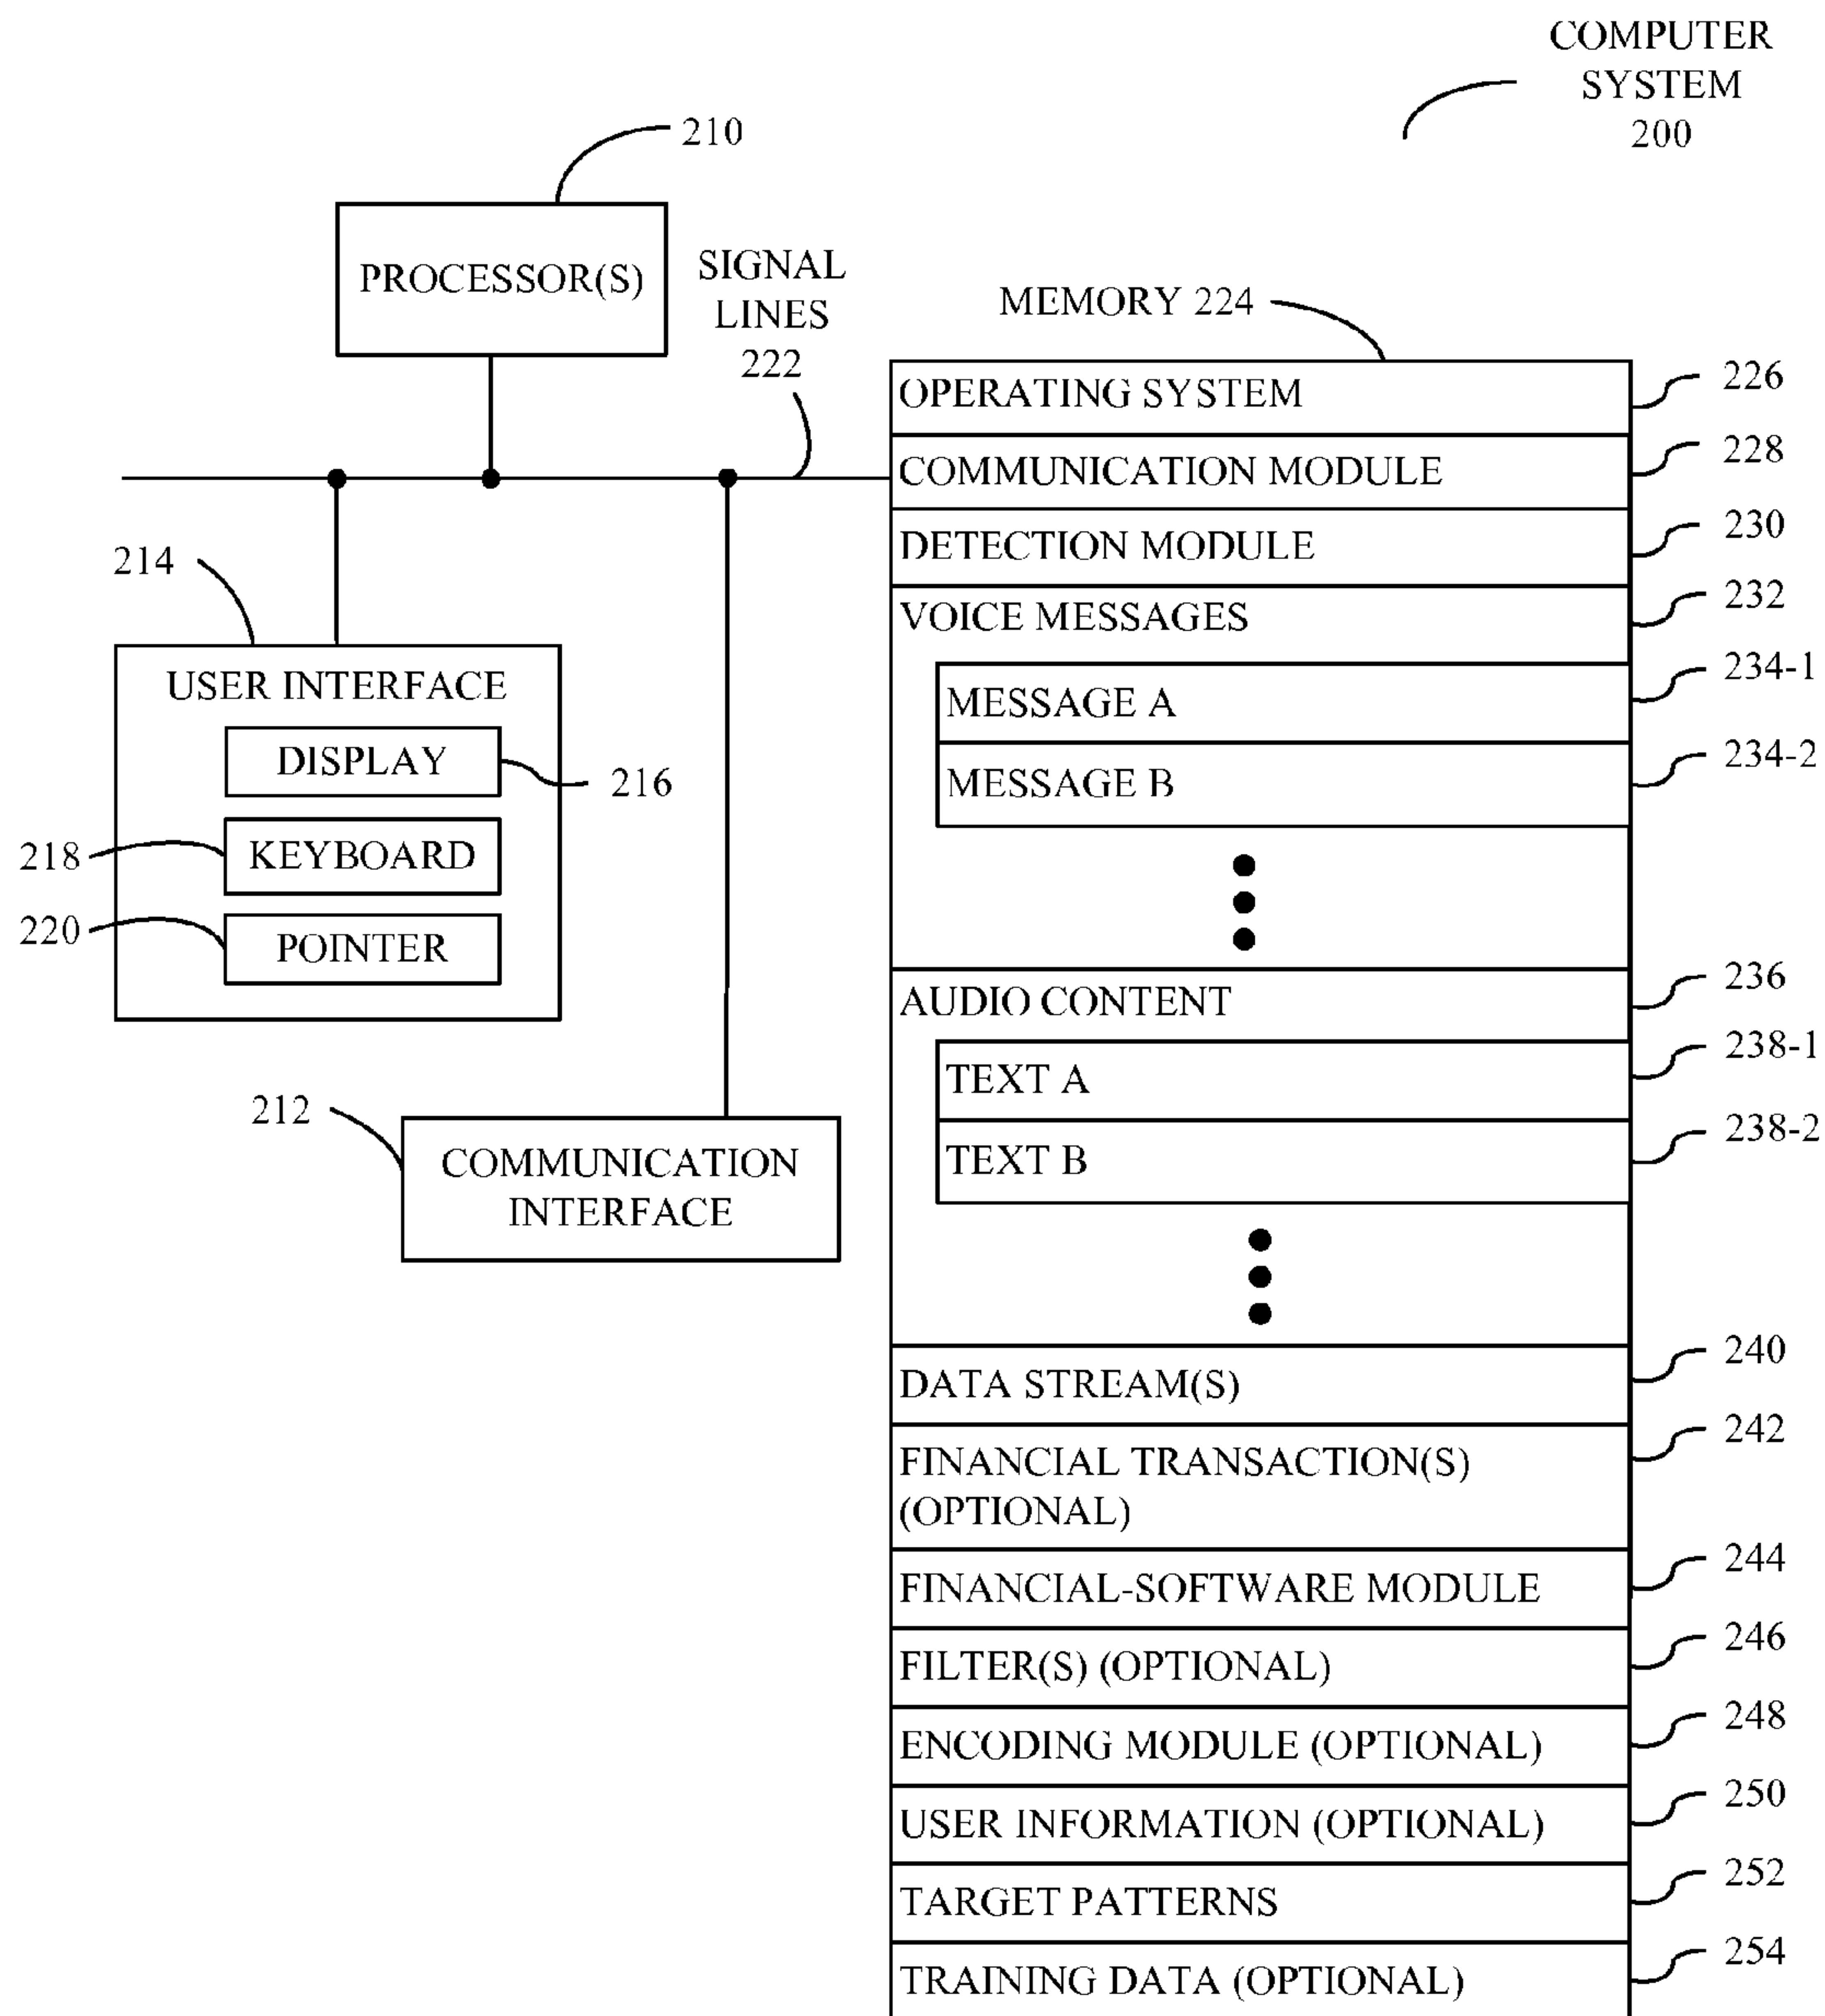 COMPUTER
SYSTEM
200
210
PROCESSOR(S)
SIGNAL
LINES
222
MEMORY 224
OPERATING SYSTEM
226
COMMUNICATION MODULE
228
DETECTION MODULE
230
VOICE MESSAGES
232
MESSAGE A
234-1
MESSAGE B
234-2
214
USER INTERFACE
DISPLAY
216
218
KEYBOARD
220
POINTER
212
COMMUNICATION
INTERFACE
AUDIO CONTENT
236
TEXT A
238-1
TEXT B
238-2
DATA STREAM(S)
240
FINANCIAL TRANSACTION(S)
(OPTIONAL)
242
FINANCIAL-SOFTWARE MODULE
244
FILTER(S) (OPTIONAL)
246
ENCODING MODULE (OPTIONAL)
248
USER INFORMATION (OPTIONAL)
250
TARGET PATTERNS
252
TRAINING DATA (OPTIONAL)
254